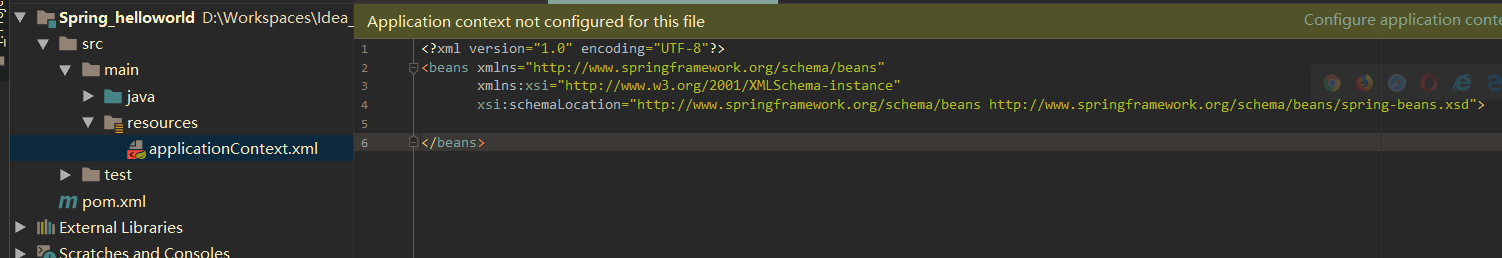 Spring_helloworld D:\Workspaces\Idea_
src
main
java
resources
applicationContext.xml
test
pom.xml
External Libraries
Scratches and Consoles
Application context not configured for this file
Configure application conte
1 <?xml version="1.0" encoding="UTF-8"?>
2 <beans xmlns="http://www.springframework.org/schema/beans"
3 xmlns:xsi="http://www.w3.org/2001/XMLSchema-instance"
4 xsi:schemaLocation="http://www.springframework.org/schema/beans http://www.springframework.org/schema/beans/spring-beans.xsd">
5
6 </beans>